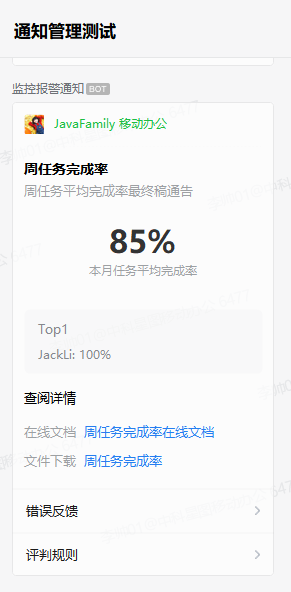 通知管理测试
监控报警通知 BOT
JavaFamily 移动办公
周任务完成率
周任务平均完成率最终稿通告
85%
本月任务平均完成率
Top1
JackLi: 100%
查阅详情
在线文档 周任务完成率在线文档
文件下载 周任务完成率
错误反馈
评判规则